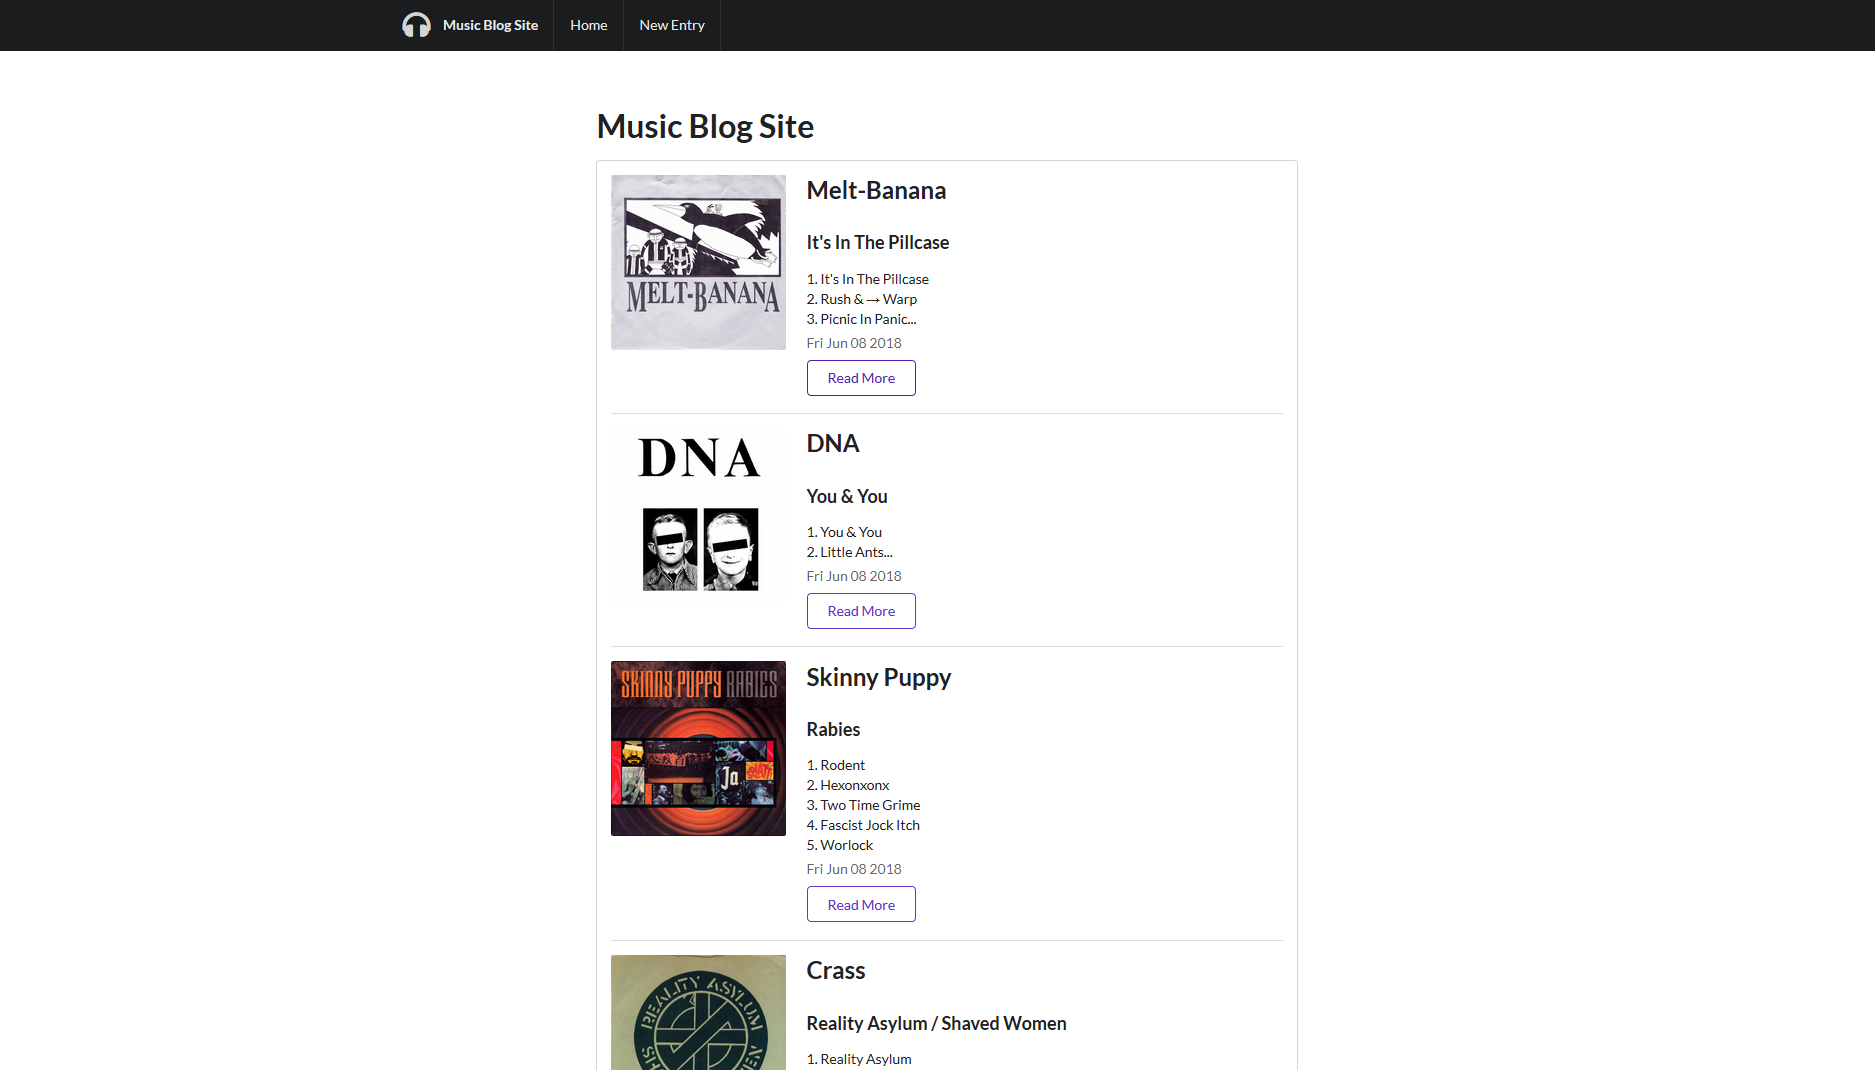 Music Blog Site
Home
New Entry
Music Blog Site
MELT-BANANA
Melt-Banana
It's In The Pillcase
1. It's In The Pillcase
2. Rush & → Warp
3. Picnic In Panic...
Fri Jun 08 2018
Read More
DNA
DNA
You & You
1. You & You
2. Little Ants...
Fri Jun 08 2018
Read More
SKINNY PUPPY RABIES
Ja
Skinny Puppy
Rabies
1. Rodent
2. Hexonxonx
3. Two Time Grime
4. Fascist Jock Itch
5. Worlock
Fri Jun 08 2018
Read More
REALITY ASYLUM
Crass
Reality Asylum / Shaved Women
1. Reality Asylum